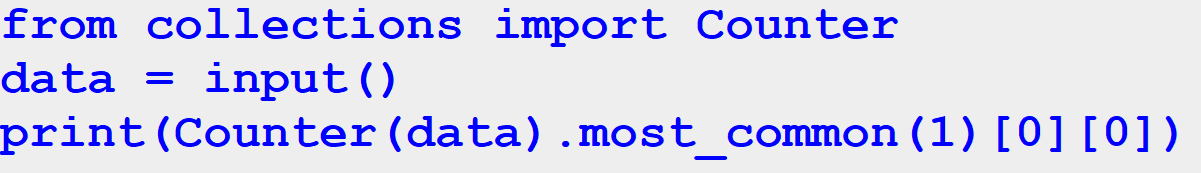 from collections import Counter
data = input()
print(Counter(data).most_common(1)[0][0])